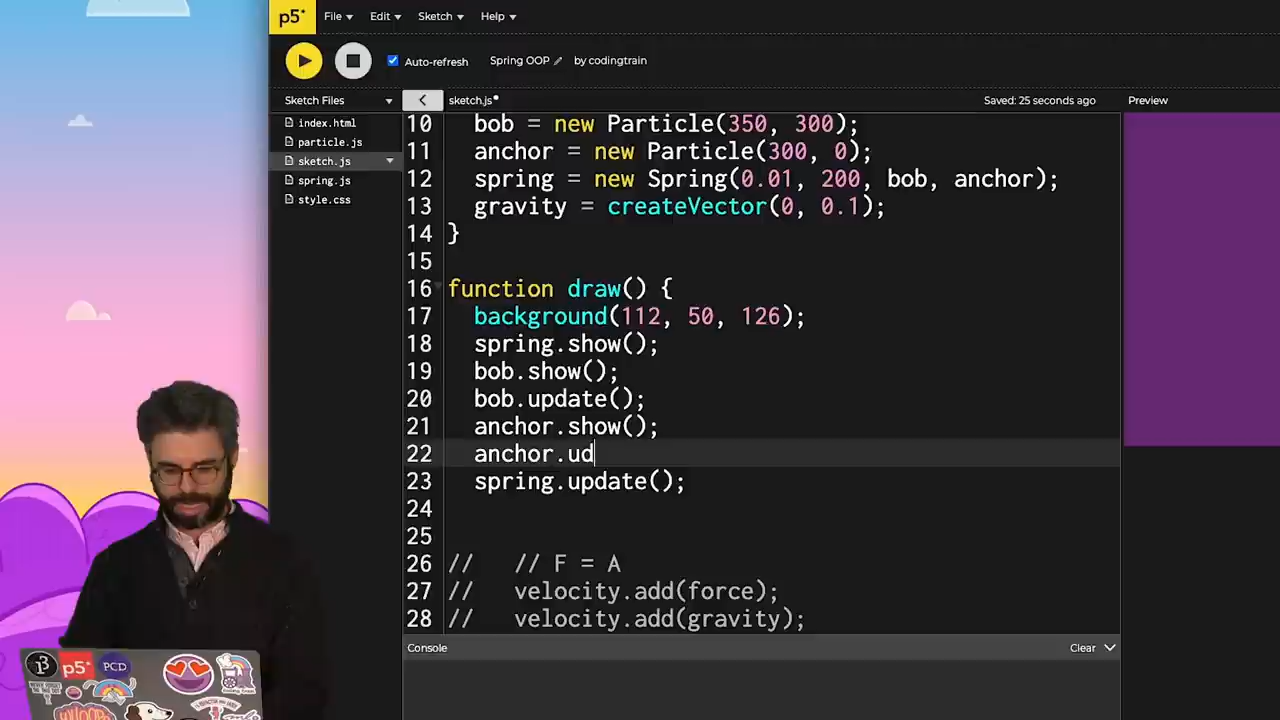 p5*
File
Edit
Sketch
Help
Auto-refresh
Spring OOP
by codingtrain
Sketch Files
sketch.js
Saved: 25 seconds ago
Preview
index.html
particle.js
sketch.js
spring.js
style.css
10 bob = new Particle(350, 300);
11 anchor = new Particle(300, 0);
12 spring = new Spring(0.01, 200, bob, anchor);
13 gravity = createVector(0, 0.1);
14 }
15
16 function draw() {
17 background(112, 50, 126);
18 spring.show();
19 bob.show();
20 bob.update();
21 anchor.show();
22 anchor.ud
23 spring.update();
24
25
26 // // F = A
27 // velocity.add(force);
28 // velocity.add(gravity);
Console
Clear
p5*
PCD